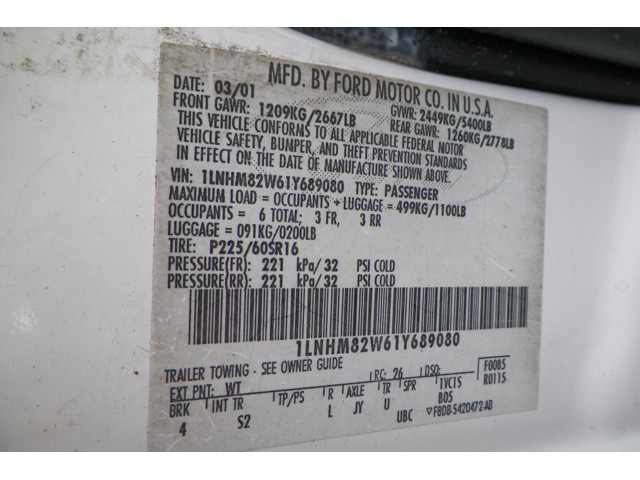 MFD. BY FORD MOTOR CO. IN U.S.A.
DATE: 03/01 GVWR: 2449KG/5400LB
FRONT GAWR: 1209KG/2667LB REAR GAWR: 1260KG/2778LB
THIS VEHICLE CONFORMS TO ALL APPLICABLE FEDERAL MOTOR
VEHICLE SAFETY, BUMPER, AND THEFT PREVENTION STANDARDS
IN EFFECT ON THE DATE OF MANUFACTURE SHOWN ABOVE.
VIN: 1LNHM82W61Y689080 TYPE: PASSENGER
MAXIMUM LOAD = OCCUPANTS + LUGGAGE = 499KG/1100LB
OCCUPANTS = 6 TOTAL; 3 FR, 3 RR
LUGGAGE = 091KG/0200LB
TIRE: P225/60SR16
PRESSURE(FR): 221 kPa/32 PSI COLD
PRESSURE(RR): 221 kPa/32 PSI COLD
1LNHM82W61Y689080
TRAILER TOWING - SEE OWNER GUIDE
EXT PNT: WT RC: 26 DSO: F0085
BRK INT TR TP/PS R AXLE TR SPR 1YC1S R0115
4 S2 L JY U U UBC B05
▽F8DB-5420472-AB